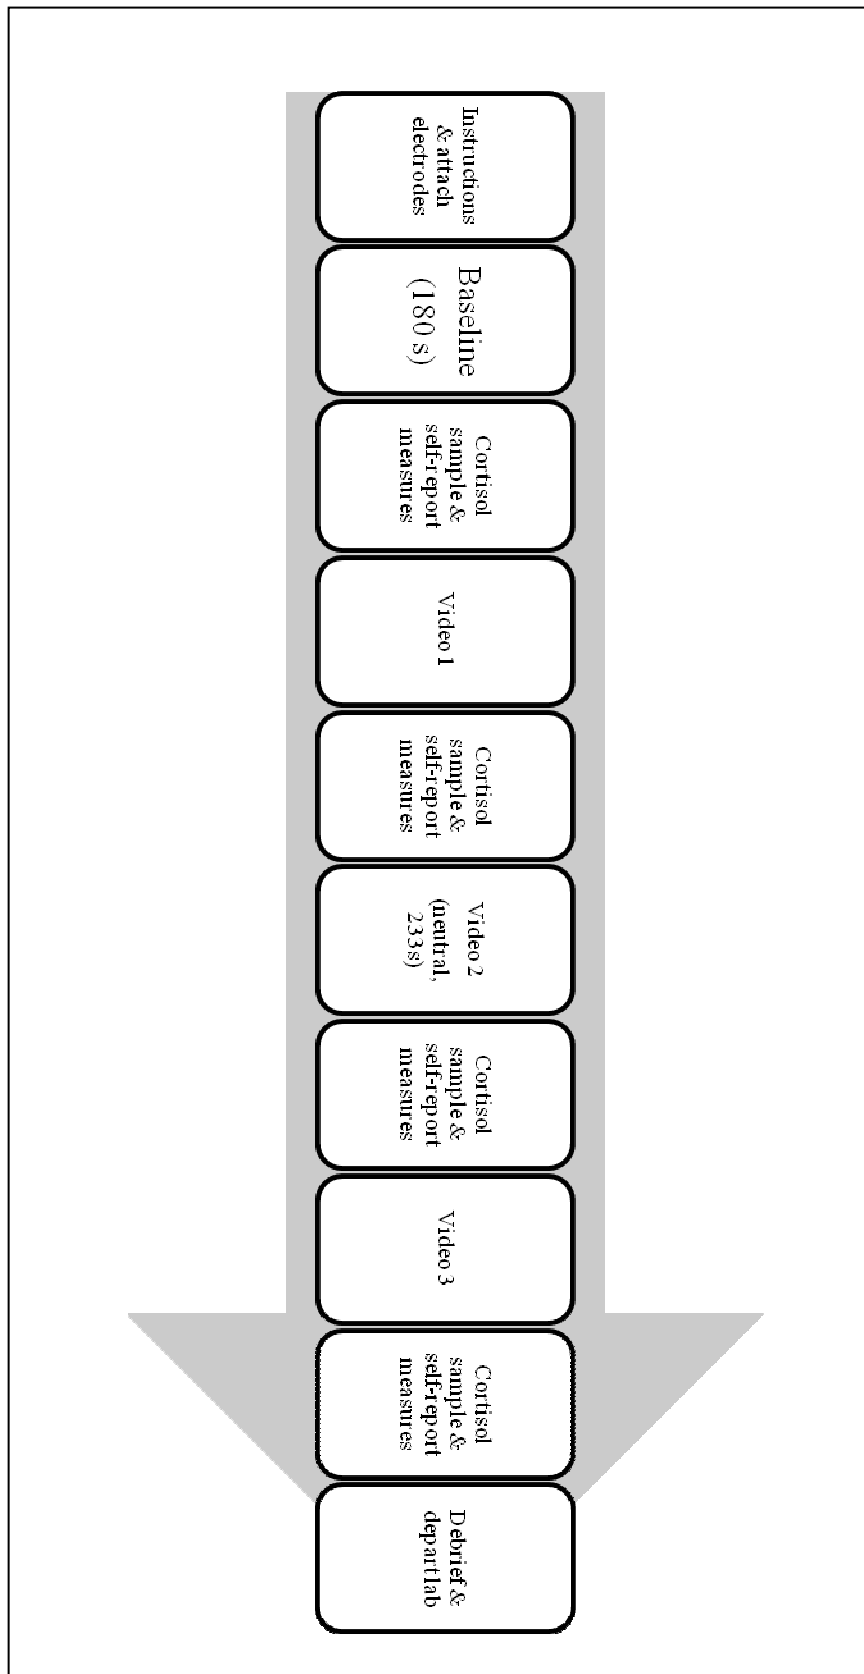 Instructions
& attach
electrodes
Baseline
(180 s)
Cortisol
sample &
self-report
measures
Video 1
Cortisol
sample &
self-report
measures
Video 2
(neutral,
233s)
Cortisol
sample &
self-report
measures
Video 3
Cortisol
sample &
self-report
measures
Debrief &
depart lab